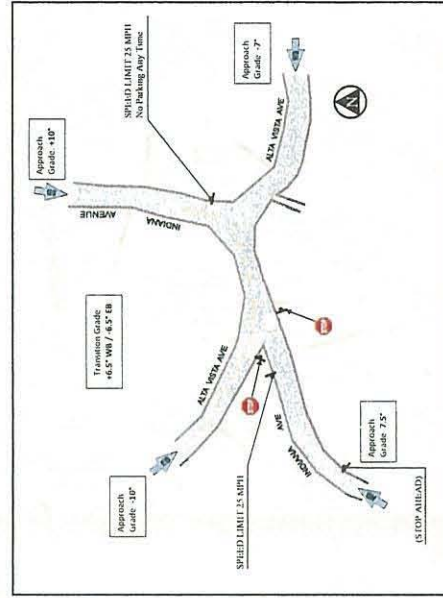 Approach
Grade -10°
ALTA VISTA AVE
Transition Grade
+6.5° WB / -6.5° EB
Approach
Grade +10°
INDIANA
AVENUE
SPEED LIMIT 25 MPH
No Parking Any Time
Approach
Grade -7°
ALTA VISTA AVE
N
STOP
STOP
SPEED LIMIT 25 MPH
INDIANA
AVE
Approach
Grade 7.5°
(STOP AHEAD)